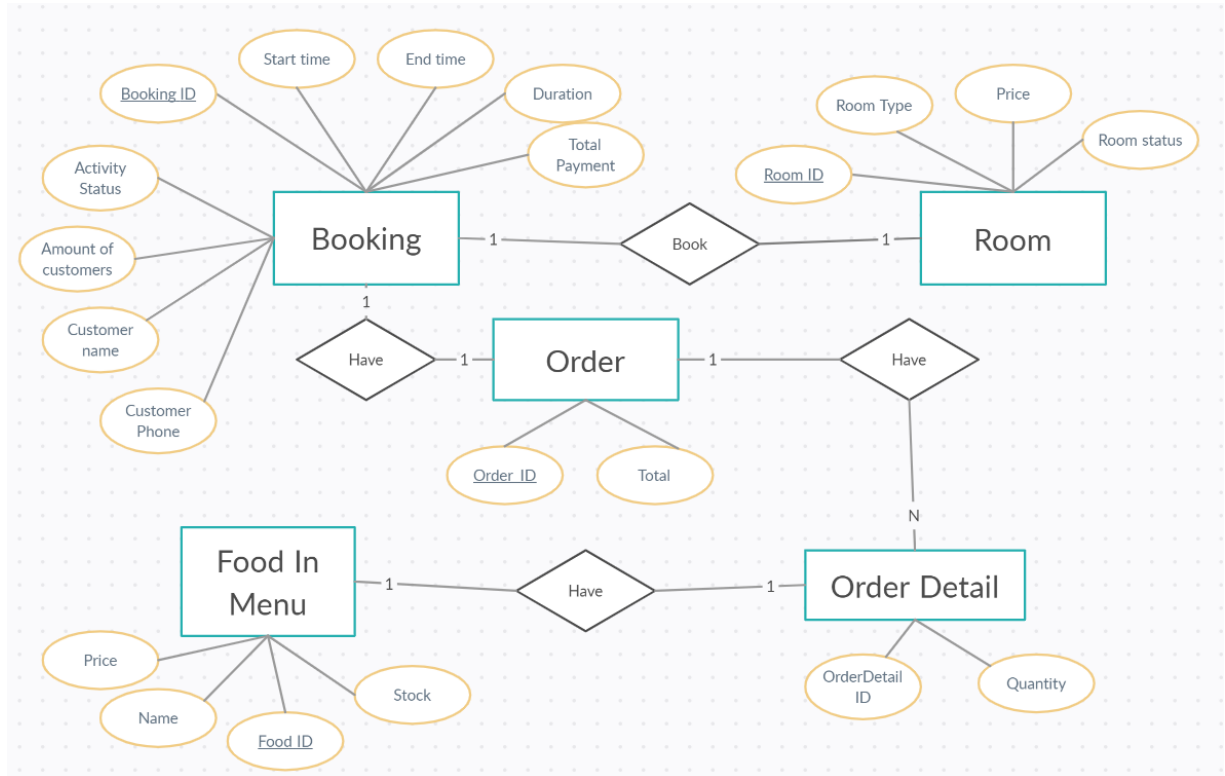 Start time
End time
Booking ID
Duration
Total
Payment
Activity
Status
Amount of
customers
Customer
name
Customer
Phone
Booking
1
Book
1
Room
Room ID
Room Type
Price
Room status
1
Have
1
Order
1
Have
N
Order_ID
Total
Food In
Menu
1
Have
1
Order Detail
Price
Name
Food ID
Stock
OrderDetail
ID
Quantity